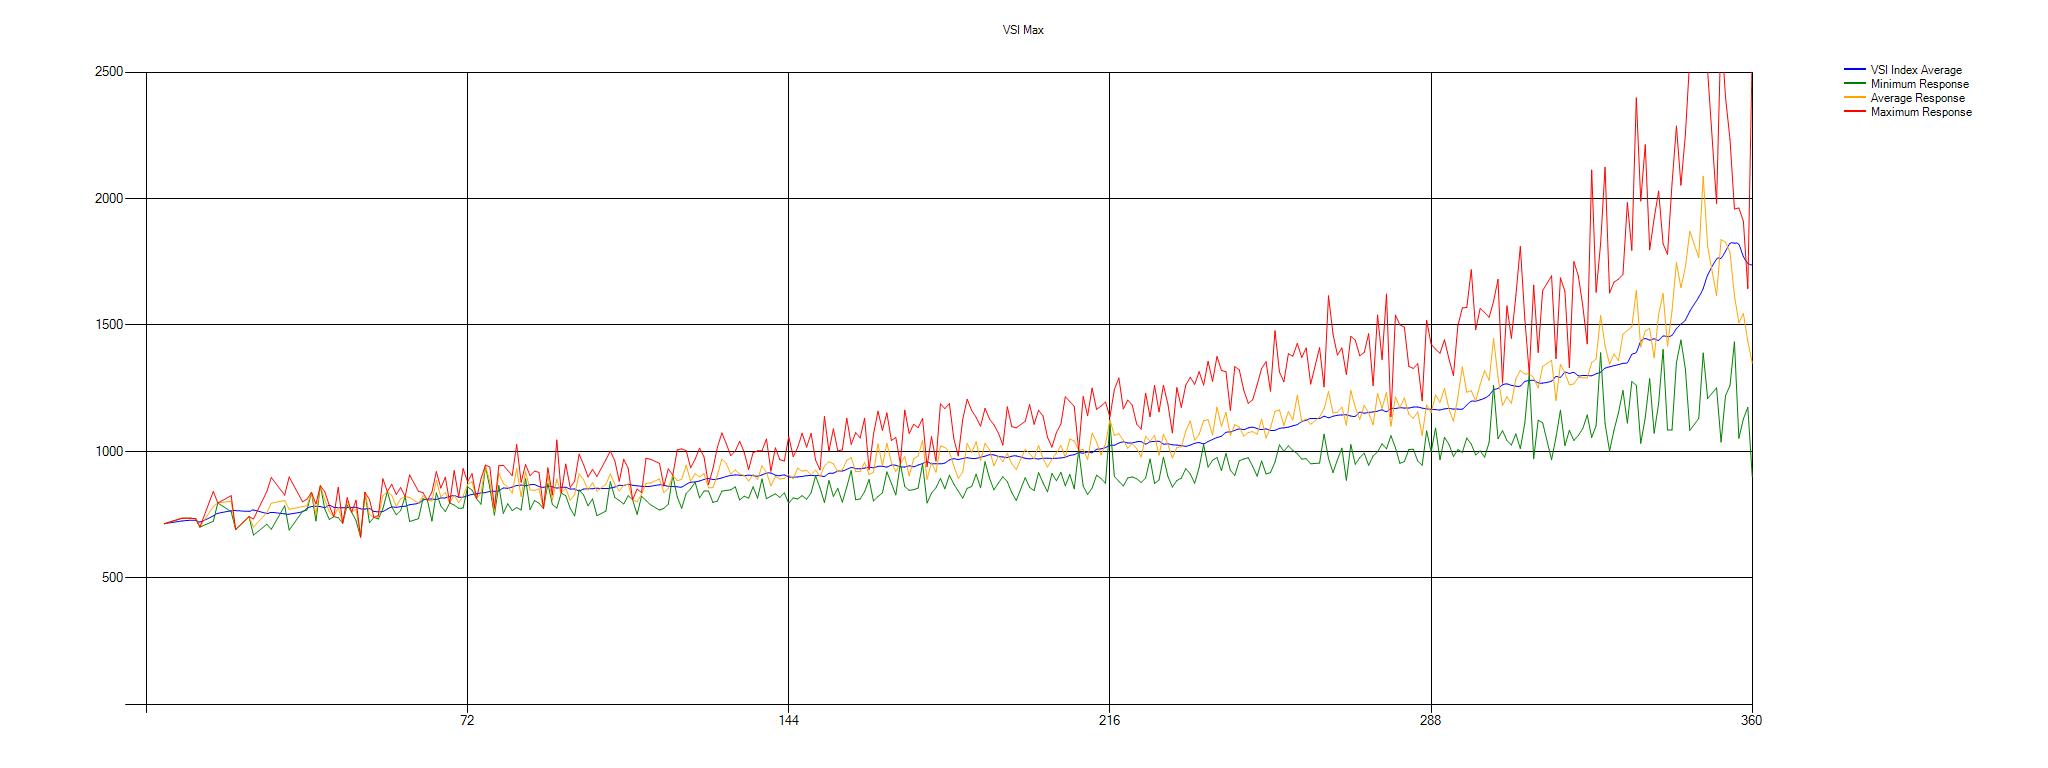 VSI Max
2500
2000
1500
1000
500
72
144
216
288
360
VSI Index Average
Minimum Response
Average Response
Maximum Response